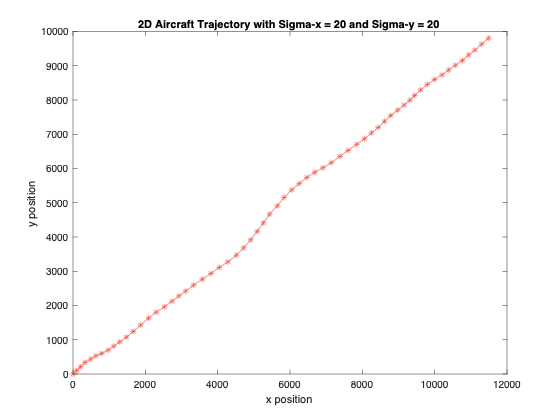 2D Aircraft Trajectory with Sigma-x = 20 and Sigma-y = 20
10000
9000
8000
7000
6000
5000
4000
3000
2000
1000
0
y position
0 2000 4000 6000 8000 10000 12000
x position